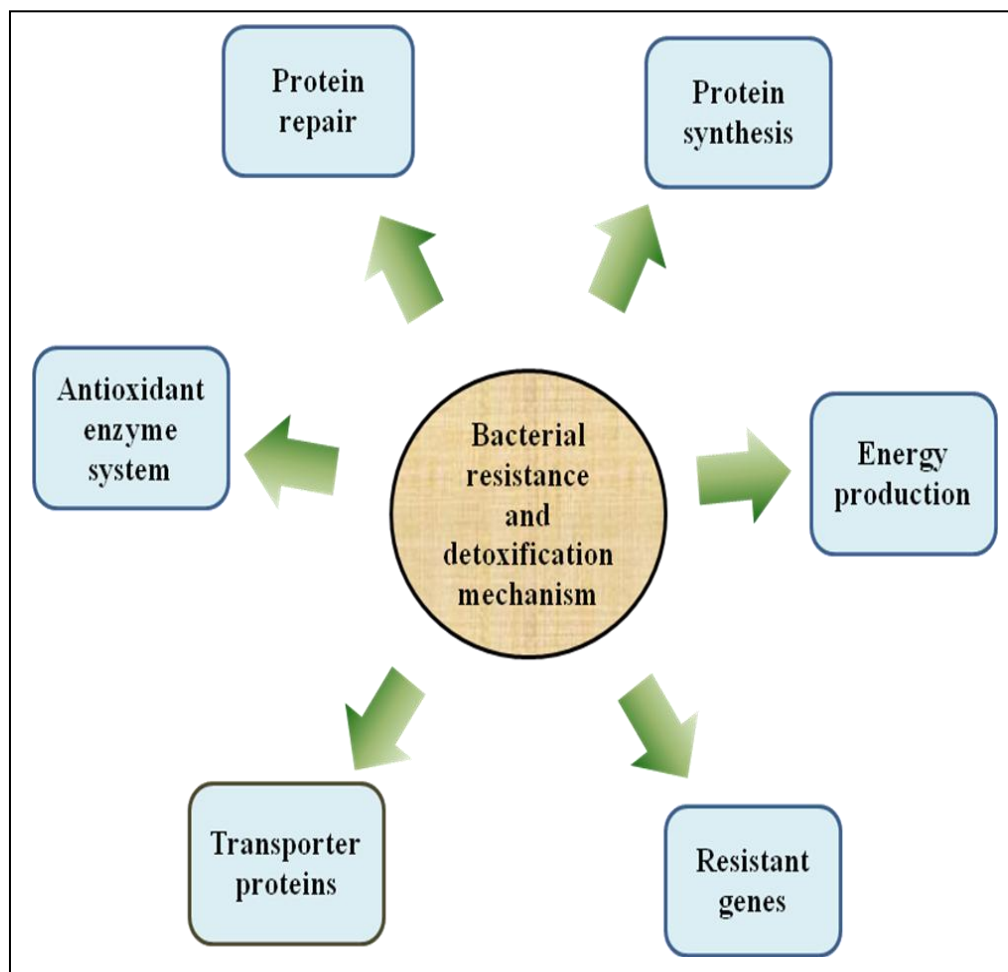 Protein
repair
Protein
synthesis
Antioxidant
enzyme
system
Bacterial
resistance
and
detoxification
mechanism
Energy
production
Transporter
proteins
Resistant
genes